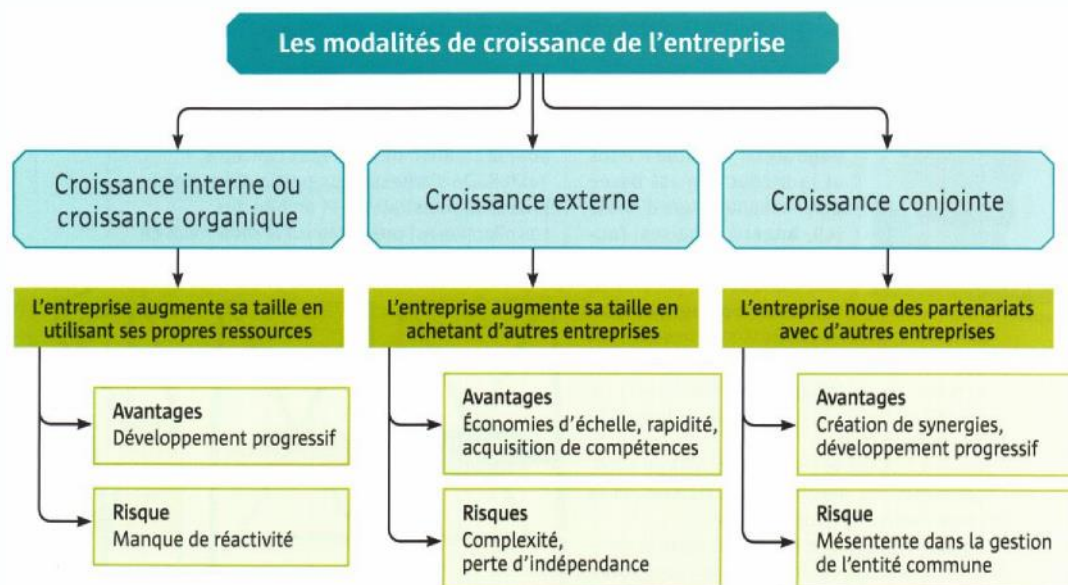 Les modalités de croissance de l'entreprise
Croissance interne ou
croissance organique
L'entreprise augmente sa taille en
utilisant ses propres ressources
Avantages
Développement progressif
Risque
Manque de réactivité
Croissance externe
L'entreprise augmente sa taille en
achetant d'autres entreprises
Avantages
Économies d'échelle, rapidité,
acquisition de compétences
Risques
Complexité,
perte d'indépendance
Croissance conjointe
L'entreprise noue des partenariats
avec d'autres entreprises
Avantages
Création de synergies,
développement progressif
Risque
Mésentente dans la gestion
de l'entité commune